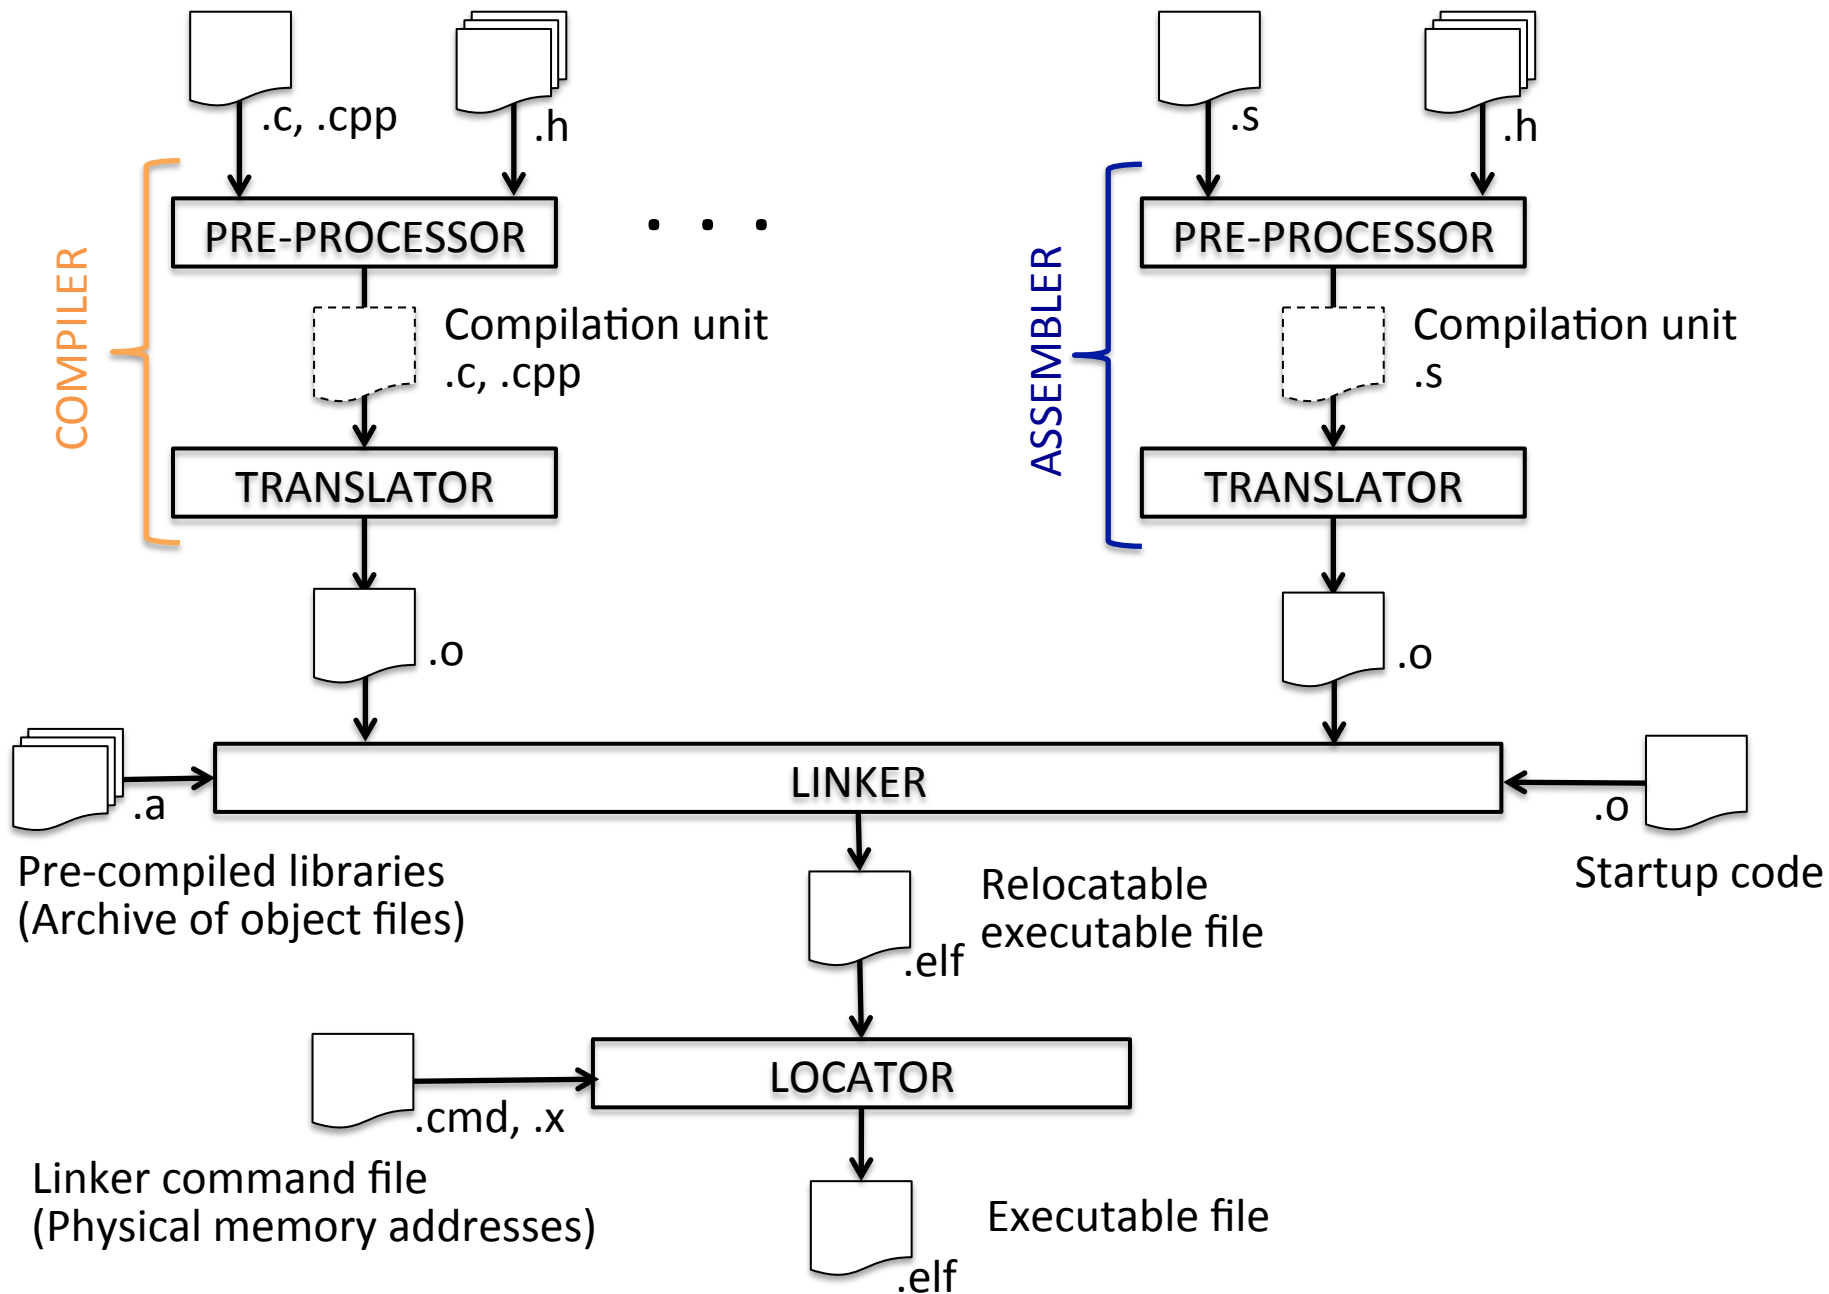 .c, .cpp
.h
.s
.h
COMPILER
PRE-PROCESSOR
. . .
ASSEMBLER
PRE-PROCESSOR
Compilation unit
.c, .cpp
Compilation unit
.s
TRANSLATOR
TRANSLATOR
.o
.o
LINKER
.a
.o
Pre-compiled libraries
(Archive of object files)
Startup code
Relocatable
executable file
.elf
LOCATOR
.cmd, .x
Linker command file
(Physical memory addresses)
Executable file
.elf